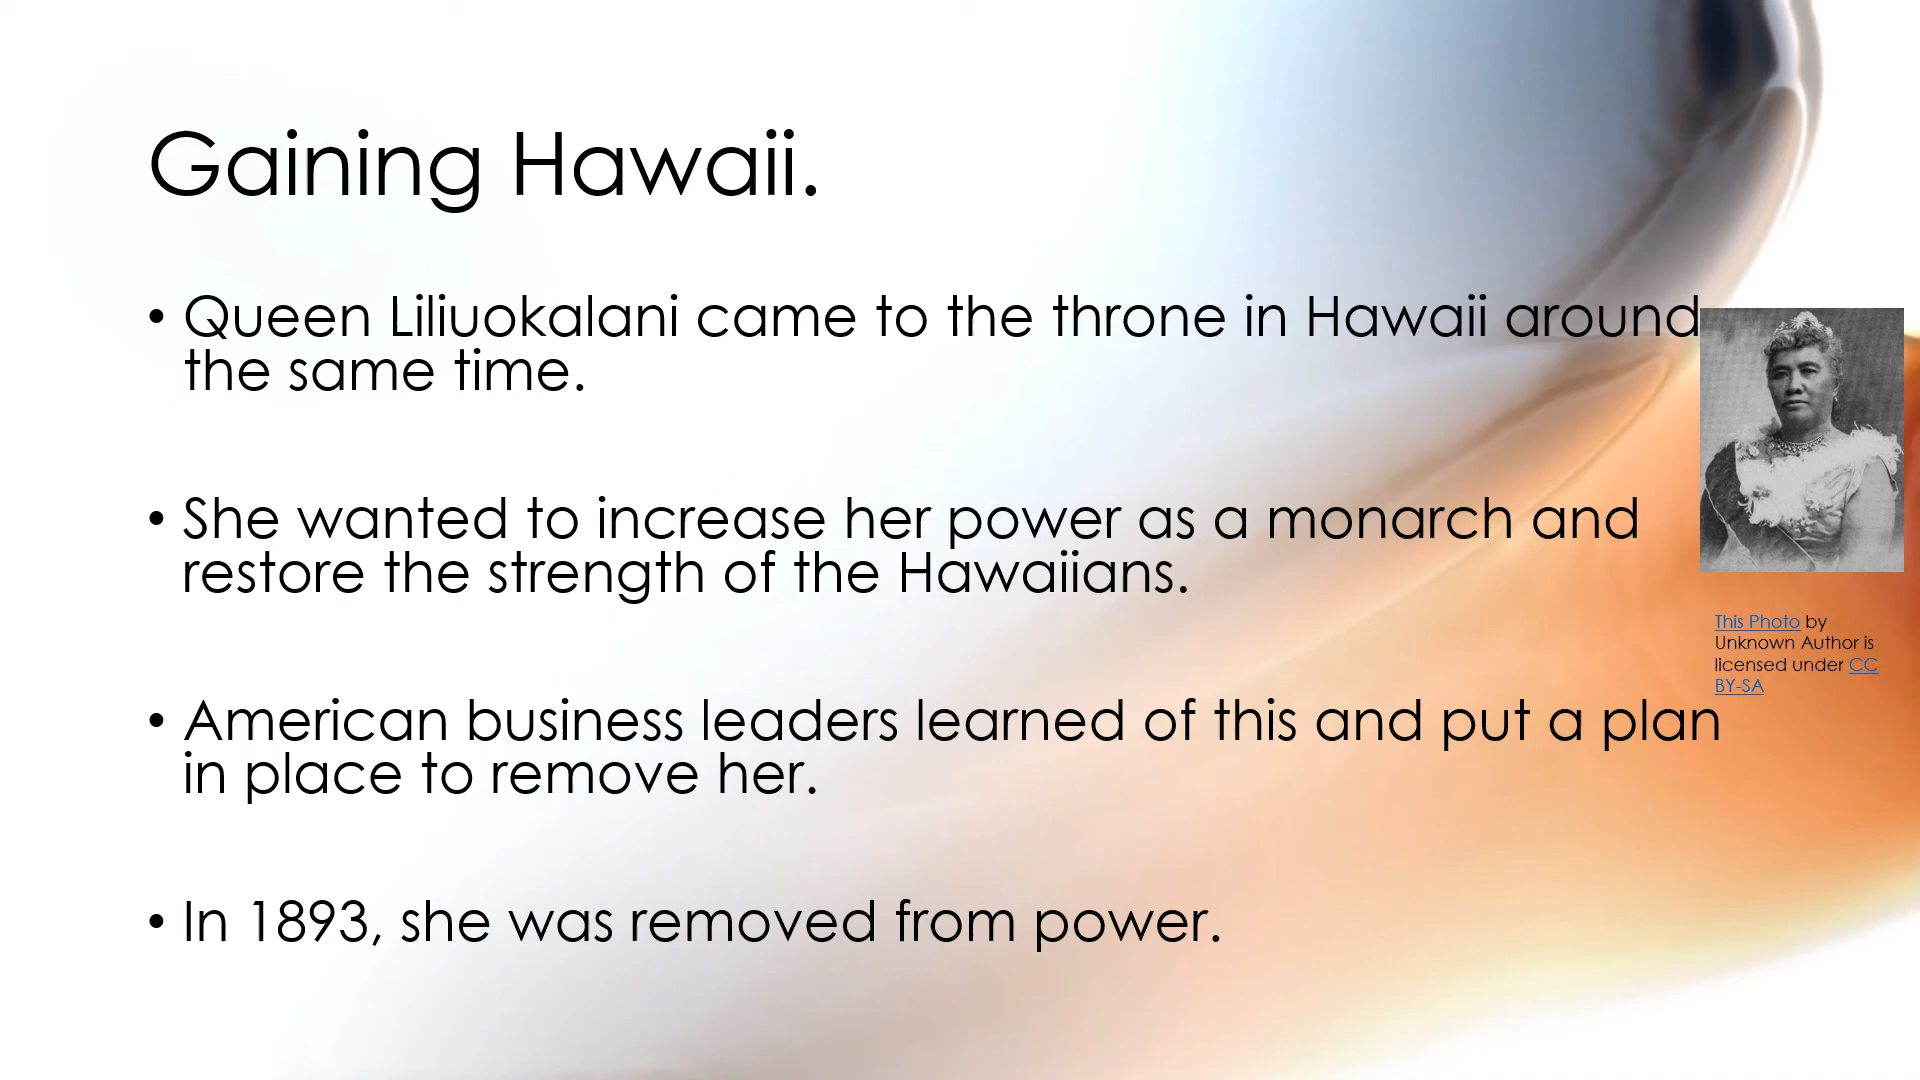 Gaining Hawaii.
• Queen Liliuokalani came to the throne in Hawaii around
the same time.
• She wanted to increase her power as a monarch and
restore the strength of the Hawaiians.
This Photo by
Unknown Author is
licensed under CC
BY-SA
• American business leaders learned of this and put a plan
in place to remove her.
• In 1893, she was removed from power.